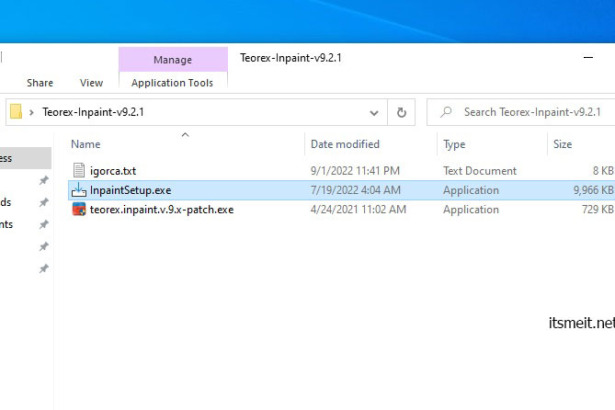 Manage
Teorex-Inpaint-v9.2.1
Share
View
Application Tools
Teorex-Inpaint-v9.2.1
Search Teorex-Inpaint-v9.2.1
Name
Date modified
Type
Size
ess
igorca.txt
9/1/2022 11:41 PM
Text Document
8 KB
InpaintSetup.exe
7/19/2022 4:04 AM
Application
9,966 KB
ds
teorex.inpaint.v.9.x-patch.exe
4/24/2021 11:02 AM
Application
729 KB
nts
itsmeit.net